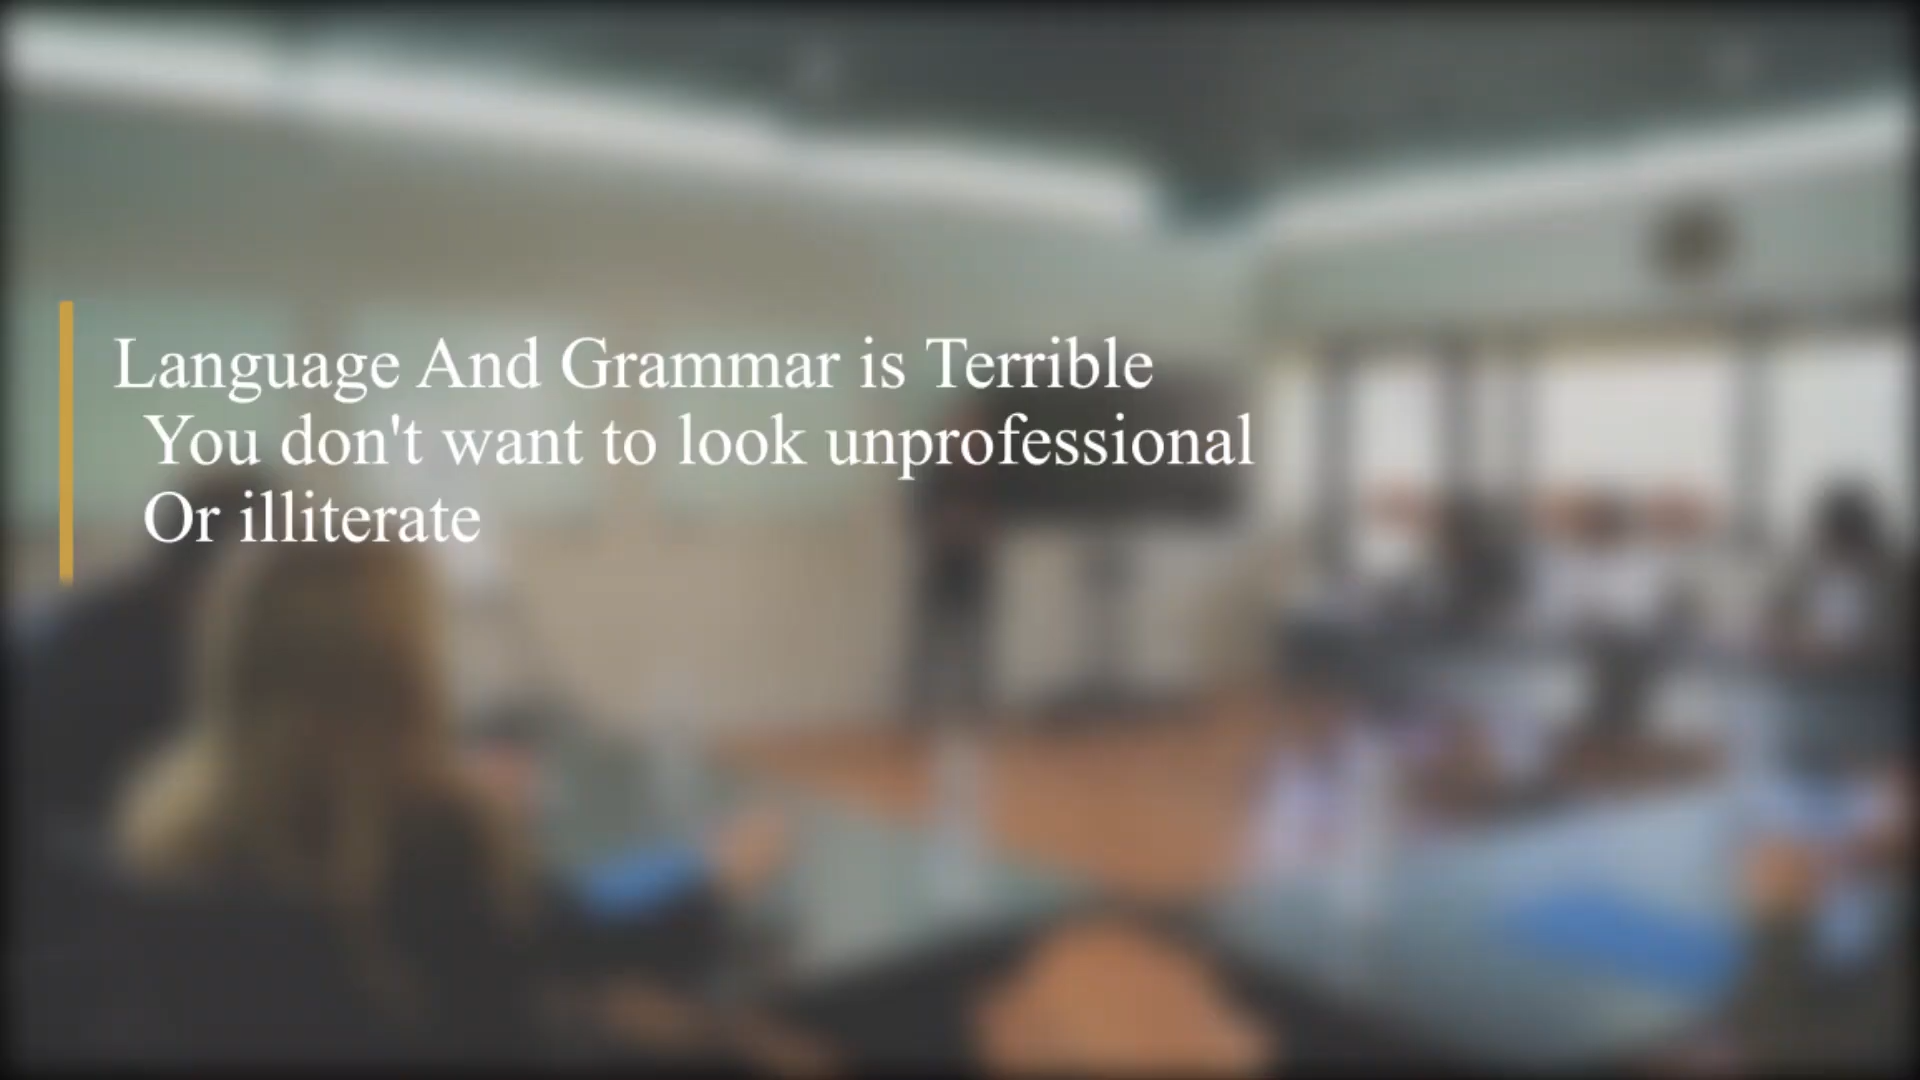 Language And Grammar is Terrible
You don't want to look unprofessional
Or illiterate